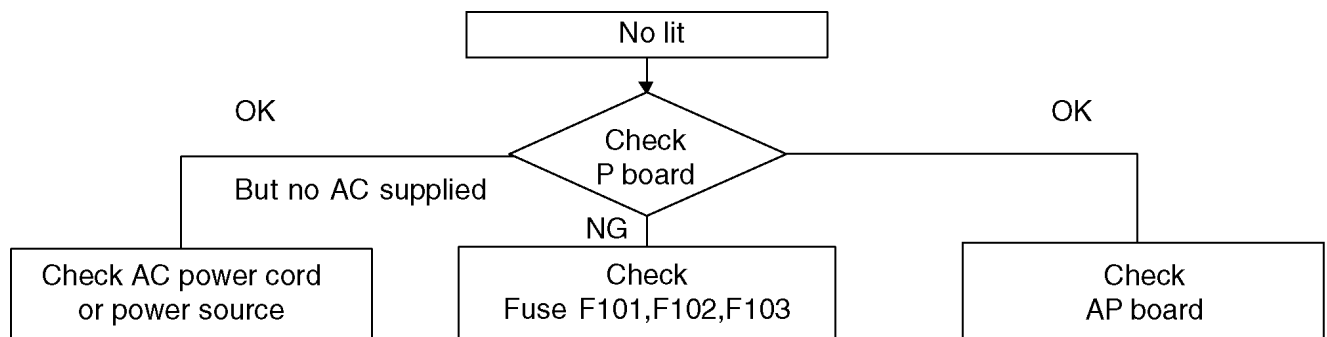 No lit
OK
OK
Check
P board
But no AC supplied
NG
Check AC power cord
or power source
Check
Fuse F101,F102,F103
Check
AP board